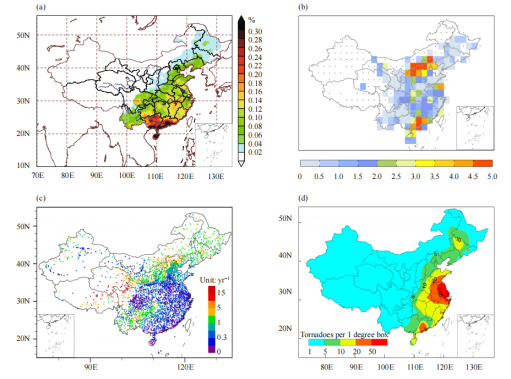 (a)
%
50N
40N
30N
20N
10N
0.30
0.28
0.26
0.24
0.22
0.20
0.18
0.16
0.14
0.12
0.10
0.08
0.06
0.04
0.02
70E 80E 90E 100E 110E 120E 130E
(b)
0 0.5 1.0 1.5 2.0 2.5 3.0 3.5 4.0 4.5 5.0
(c)
50N
40N
30N
20N
Unit: yr⁻¹
15
5
1
0.3
0
90E 120E
(d)
50N
40N
30N
20N
Tornadoes per 1 degree box
1 5 10 20 50
80E 90E 100E 110E 120E 130E